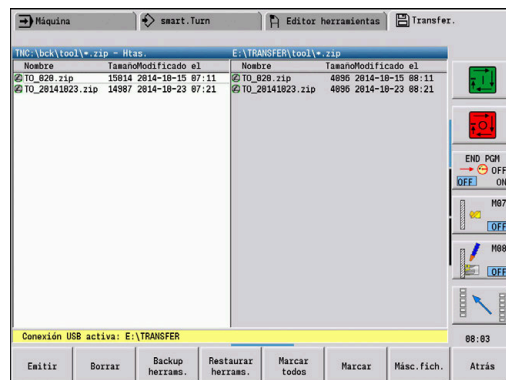 Máquina
smart.Turn
Editor herramientas
Transfer.
TNC:\bck\tool\*.zip - Htas.
Nombre TamañoModificado el
TO_820.zip 15014 2014-10-15 07:11
TO_20141023.zip 14987 2014-10-23 07:21
E:\TRANSFER\tool\*.zip
Nombre TamañoModificado el
TO_820.zip 4096 2014-10-15 08:11
TO_20141023.zip 4096 2014-10-23 08:21
END PGM
OFF
OFF ON
M07
OFF
M08
OFF
Conexión USB activa: E:\TRANSFER
08:03
Emitir
Borrar
Backup herrams.
Restaurar herrams.
Marcar todos
Marcar
Másc.fich.
Atrás